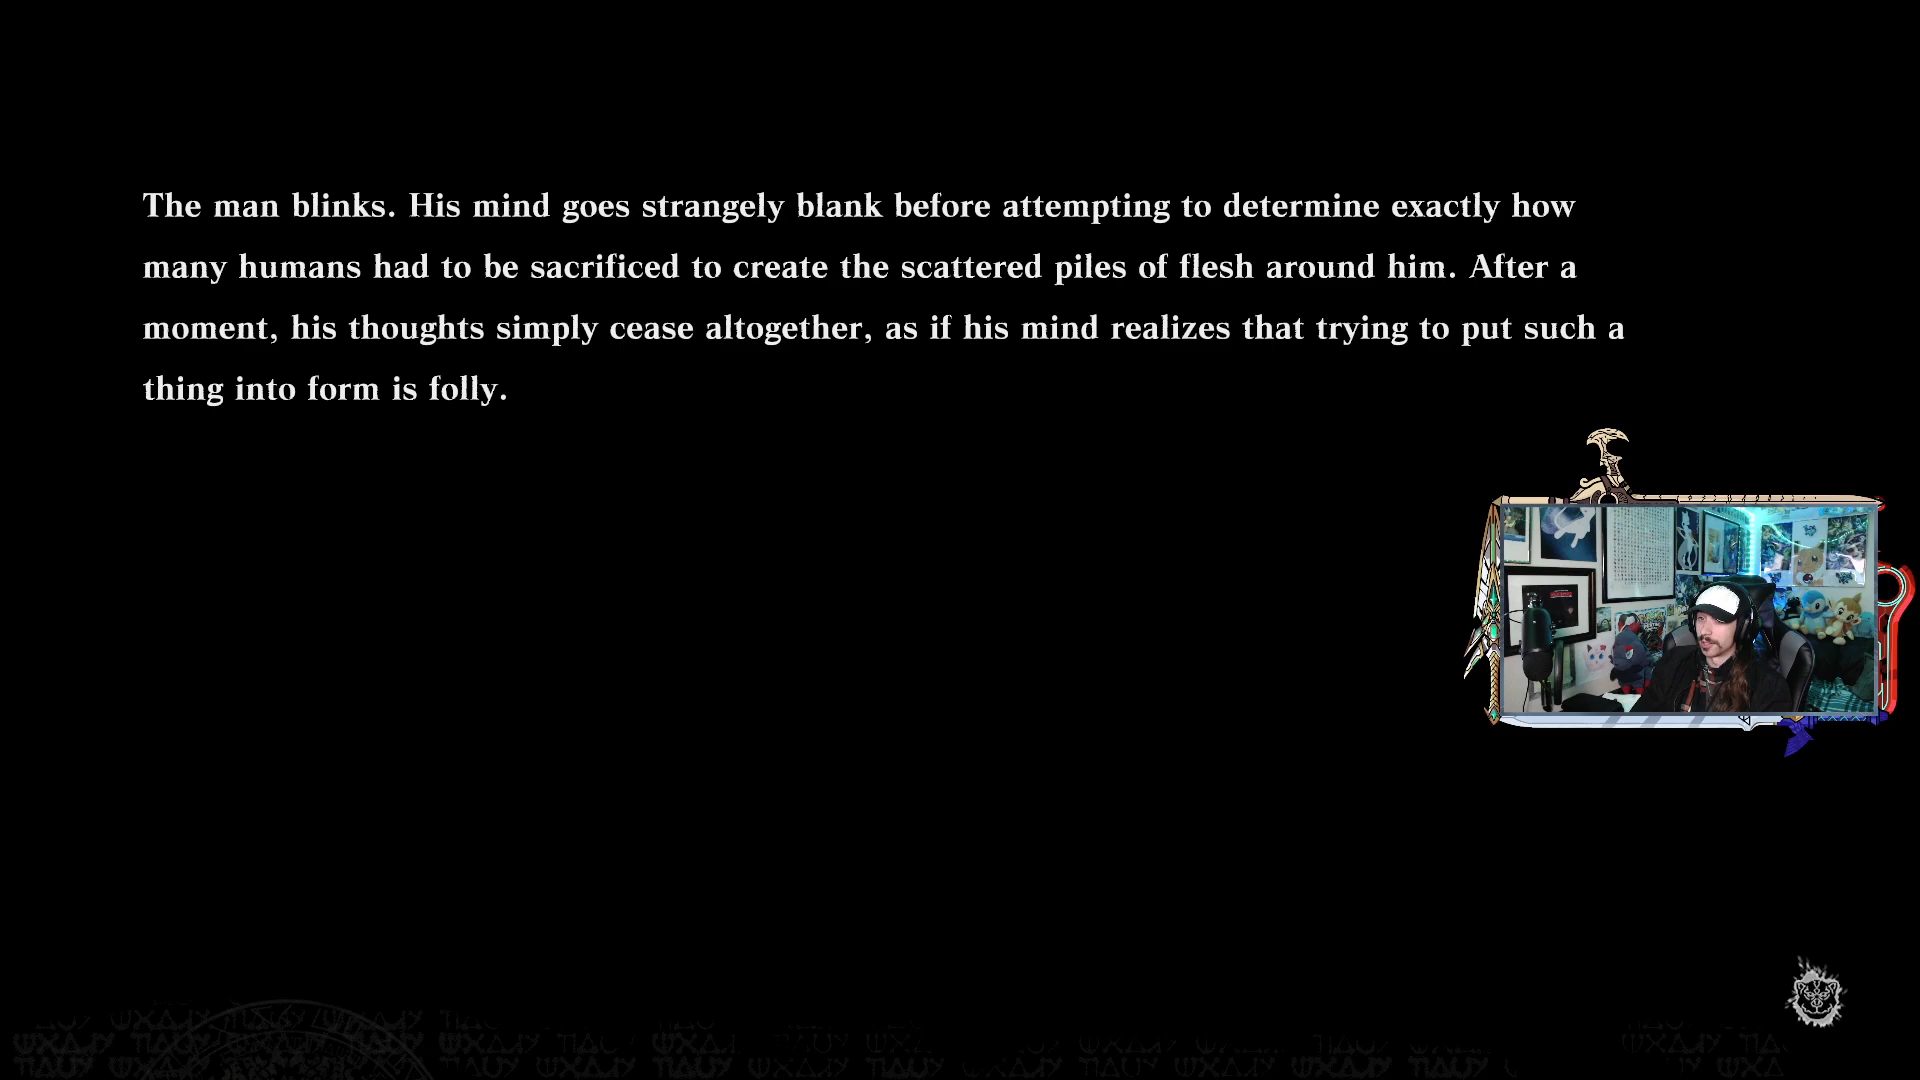 The man blinks. His mind goes strangely blank before attempting to determine exactly how
many humans had to be sacrificed to create the scattered piles of flesh around him. After a
moment, his thoughts simply cease altogether, as if his mind realizes that trying to put such a
thing into form is folly.